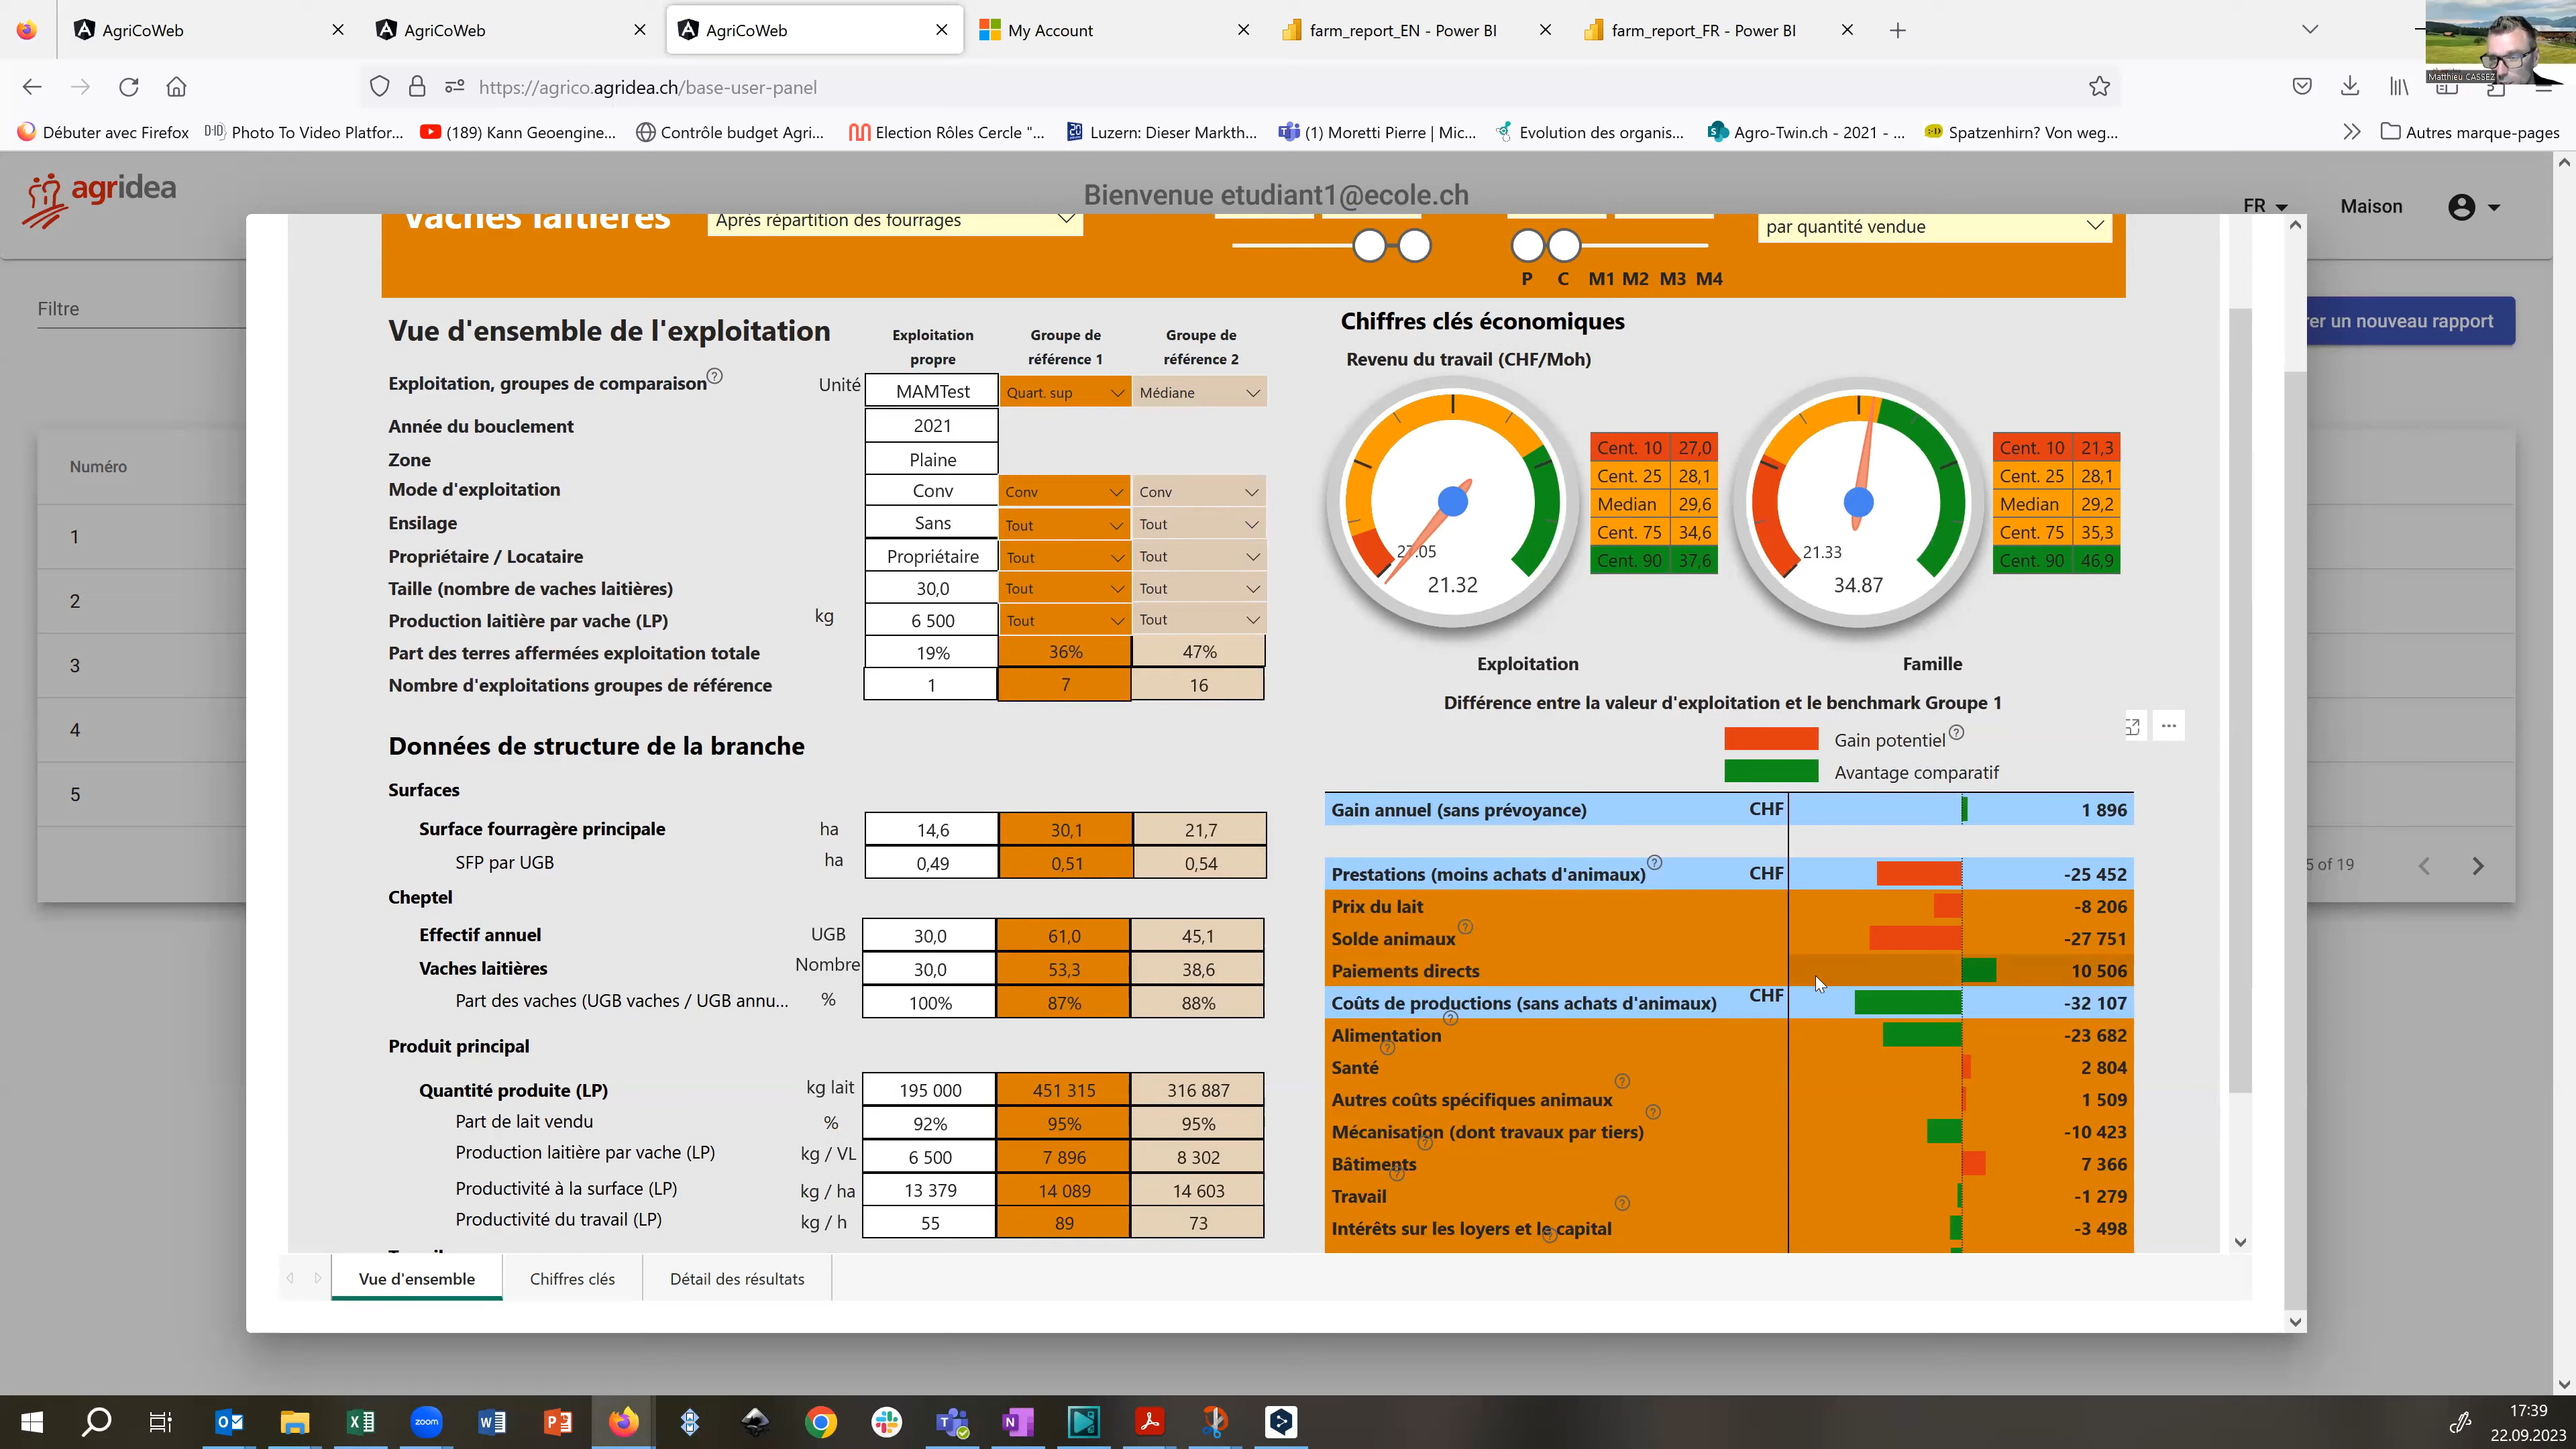 AgriCoWeb
AgriCoWeb
AgriCoWeb
My Account
farm_report_EN - Power BI
farm_report_FR - Power BI
https://agrico.agridea.ch/base-user-panel
Matthieu CASSEZ
Débuter avec Firefox
Photo To Video Platfor...
(189) Kann Geoengine...
Contrôle budget Agri...
Election Rôles Cercle "...
Luzern: Dieser Markth...
(1) Moretti Pierre | Mic...
Evolution des organis...
Agro-Twin.ch - 2021 - ...
Spatzenhirn? Von weg...
Autres marque-pages
agridea
Bienvenue etudiant1@ecole.ch
FR
Maison
Vaches laitières
Après répartition des fourrages
par quantité vendue
P C M1 M2 M3 M4
Filtre
er un nouveau rapport
Numéro
1
2
3
4
5
5 of 19
Vue d'ensemble de l'exploitation
Exploitation propre
Groupe de référence 1
Groupe de référence 2
Exploitation, groupes de comparaison Unité MAMTest Quart. sup Médiane
Année du bouclement 2021
Zone Plaine
Mode d'exploitation Conv Conv Conv
Ensilage Sans Tout Tout
Propriétaire / Locataire Propriétaire Tout Tout
Taille (nombre de vaches laitières) 30,0 Tout Tout
Production laitière par vache (LP) kg 6 500 Tout Tout
Part des terres affermées exploitation totale 19% 36% 47%
Nombre d'exploitations groupes de référence 1 7 16
Données de structure de la branche
Surfaces
Surface fourragère principale ha 14,6 30,1 21,7
SFP par UGB ha 0,49 0,51 0,54
Cheptel
Effectif annuel UGB 30,0 61,0 45,1
Vaches laitières Nombre 30,0 53,3 38,6
Part des vaches (UGB vaches / UGB annu... % 100% 87% 88%
Produit principal
Quantité produite (LP) kg lait 195 000 451 315 316 887
Part de lait vendu % 92% 95% 95%
Production laitière par vache (LP) kg / VL 6 500 7 896 8 302
Productivité à la surface (LP) kg / ha 13 379 14 089 14 603
Productivité du travail (LP) kg / h 55 89 73
Chiffres clés économiques
Revenu du travail (CHF/Moh)
27.05
21.32
Cent. 10 27,0
Cent. 25 28,1
Median 29,6
Cent. 75 34,6
Cent. 90 37,6
21.33
34.87
Cent. 10 21,3
Cent. 25 28,1
Median 29,2
Cent. 75 35,3
Cent. 90 46,9
Exploitation
Famille
Différence entre la valeur d'exploitation et le benchmark Groupe 1
Gain potentiel
Avantage comparatif
Gain annuel (sans prévoyance) CHF 1 896
Prestations (moins achats d'animaux) CHF -25 452
Prix du lait -8 206
Solde animaux -27 751
Paiements directs 10 506
Coûts de productions (sans achats d'animaux) CHF -32 107
Alimentation -23 682
Santé 2 804
Autres coûts spécifiques animaux 1 509
Mécanisation (dont travaux par tiers) -10 423
Bâtiments 7 366
Travail -1 279
Intérêts sur les loyers et le capital -3 498
Vue d'ensemble
Chiffres clés
Détail des résultats
zoom
17:39
22.09.2023